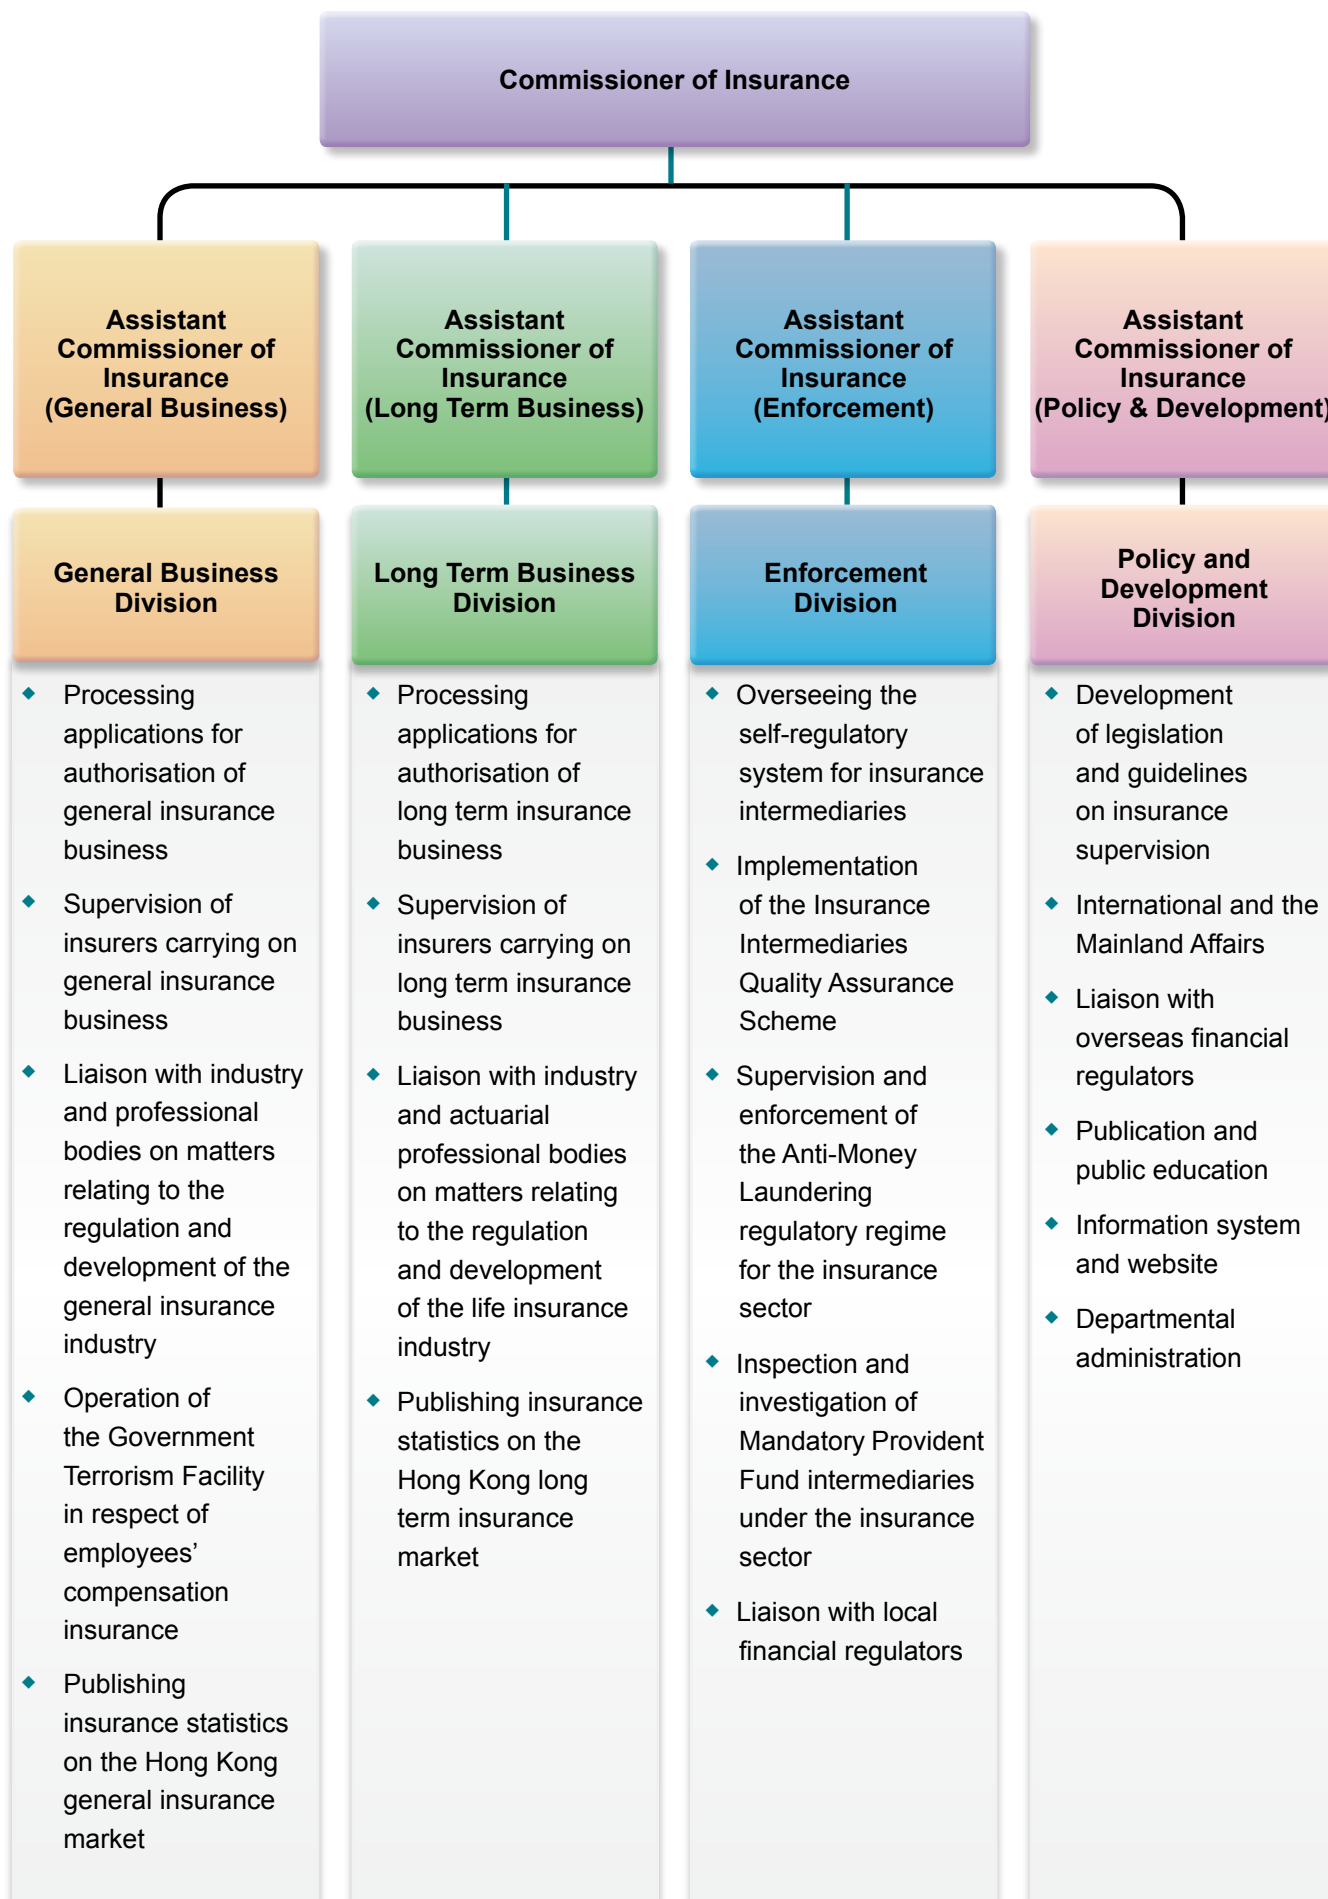 Commissioner of Insurance
Assistant
Commissioner of
Insurance
(General Business)
Assistant
Commissioner of
Insurance
(Long Term Business)
Assistant
Commissioner of
Insurance
(Enforcement)
Assistant
Commissioner of
Insurance
(Policy & Development)
General Business
Division
Long Term Business
Division
Enforcement
Division
Policy and
Development
Division
◆ Processing
applications for
authorisation of
general insurance
business
◆ Supervision of
insurers carrying on
general insurance
business
◆ Liaison with industry
and professional
bodies on matters
relating to the
regulation and
development of the
general insurance
industry
◆ Operation of
the Government
Terrorism Facility
in respect of
employees’
compensation
insurance
◆ Publishing
insurance statistics
on the Hong Kong
general insurance
market
◆ Processing
applications for
authorisation of
long term insurance
business
◆ Supervision of
insurers carrying on
long term insurance
business
◆ Liaison with industry
and actuarial
professional bodies
on matters relating
to the regulation
and development
of the life insurance
industry
◆ Publishing insurance
statistics on the
Hong Kong long
term insurance
market
◆ Overseeing the
self-regulatory
system for insurance
intermediaries
◆ Implementation
of the Insurance
Intermediaries
Quality Assurance
Scheme
◆ Supervision and
enforcement of
the Anti-Money
Laundering
regulatory regime
for the insurance
sector
◆ Inspection and
investigation of
Mandatory Provident
Fund intermediaries
under the insurance
sector
◆ Liaison with local
financial regulators
◆ Development
of legislation
and guidelines
on insurance
supervision
◆ International and the
Mainland Affairs
◆ Liaison with
overseas financial
regulators
◆ Publication and
public education
◆ Information system
and website
◆ Departmental
administration